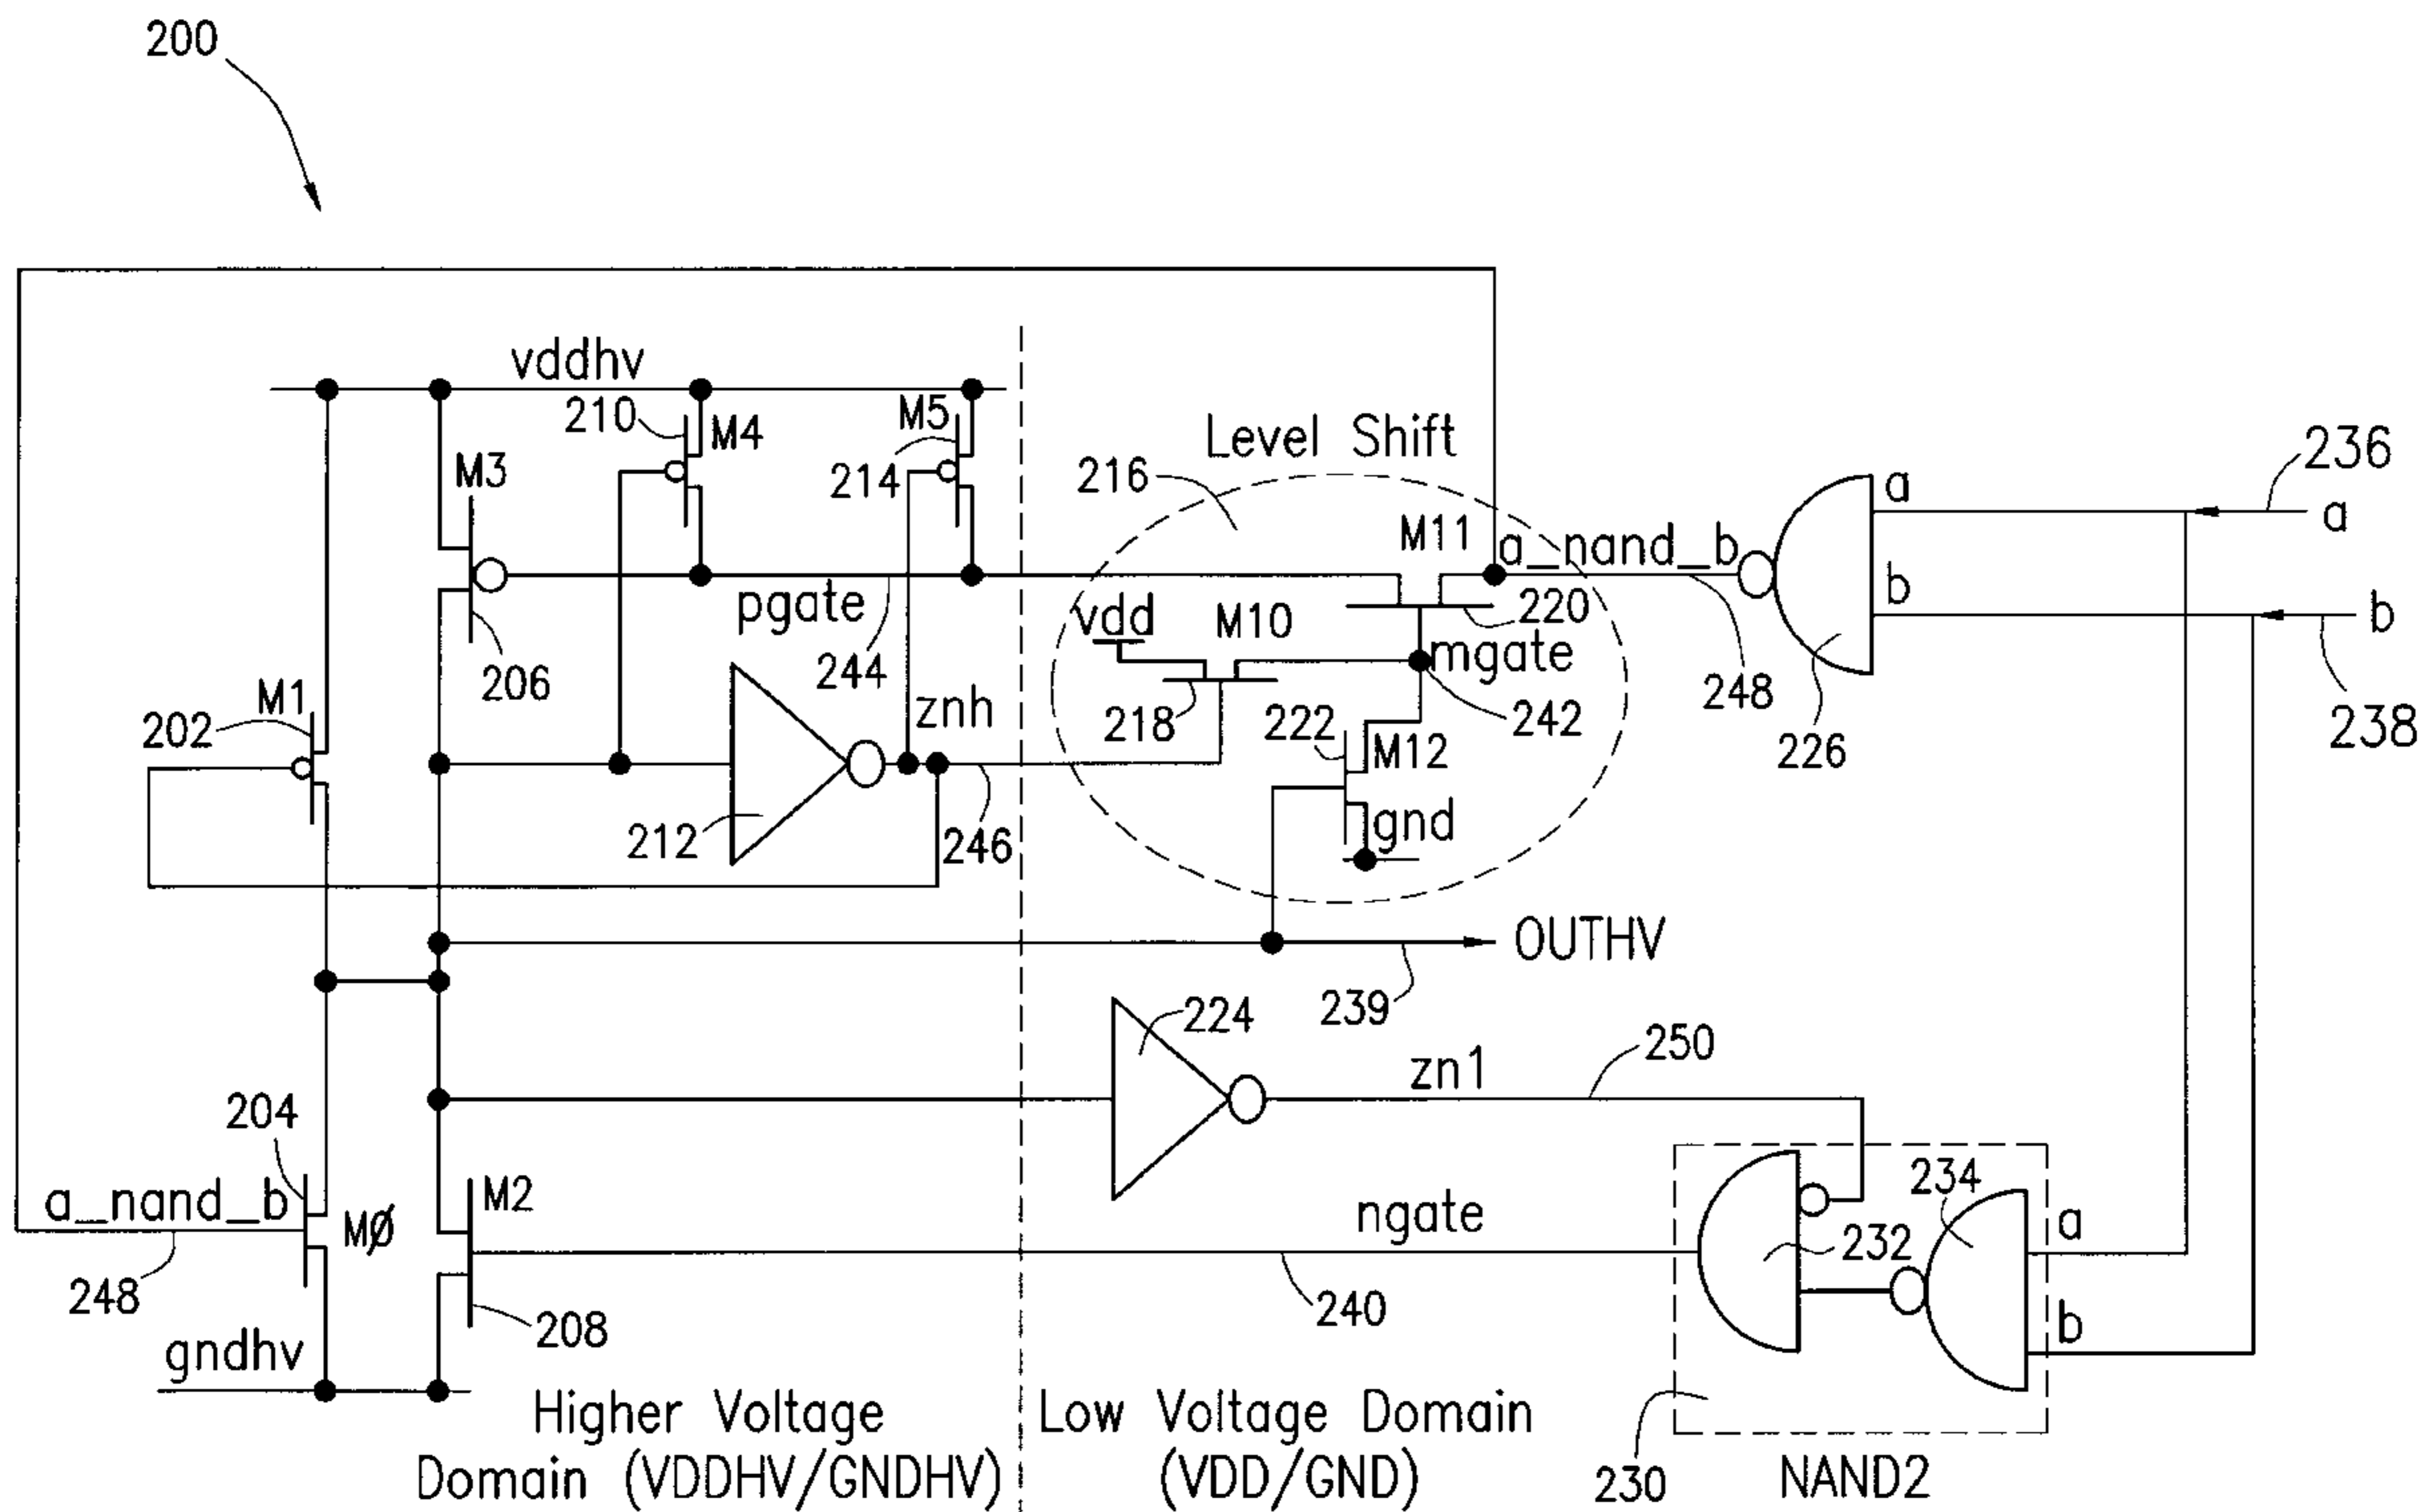 200
vddhv
210
M4
M5
214
M3
206
pgate
244
M1
202
212
znh
246
Level Shift
216
M11
a_nand_b
220
vdd
M10
mgate
218
222
M12
242
gnd
248
226
a
b
236
a
b
238
OUTHV
239
224
zn1
250
204
a_nand_b
MØ
M2
248
208
gndhv
ngate
240
232
234
a
b
230
NAND2
Higher Voltage
Domain (VDDHV/GNDHV)
Low Voltage Domain
(VDD/GND)